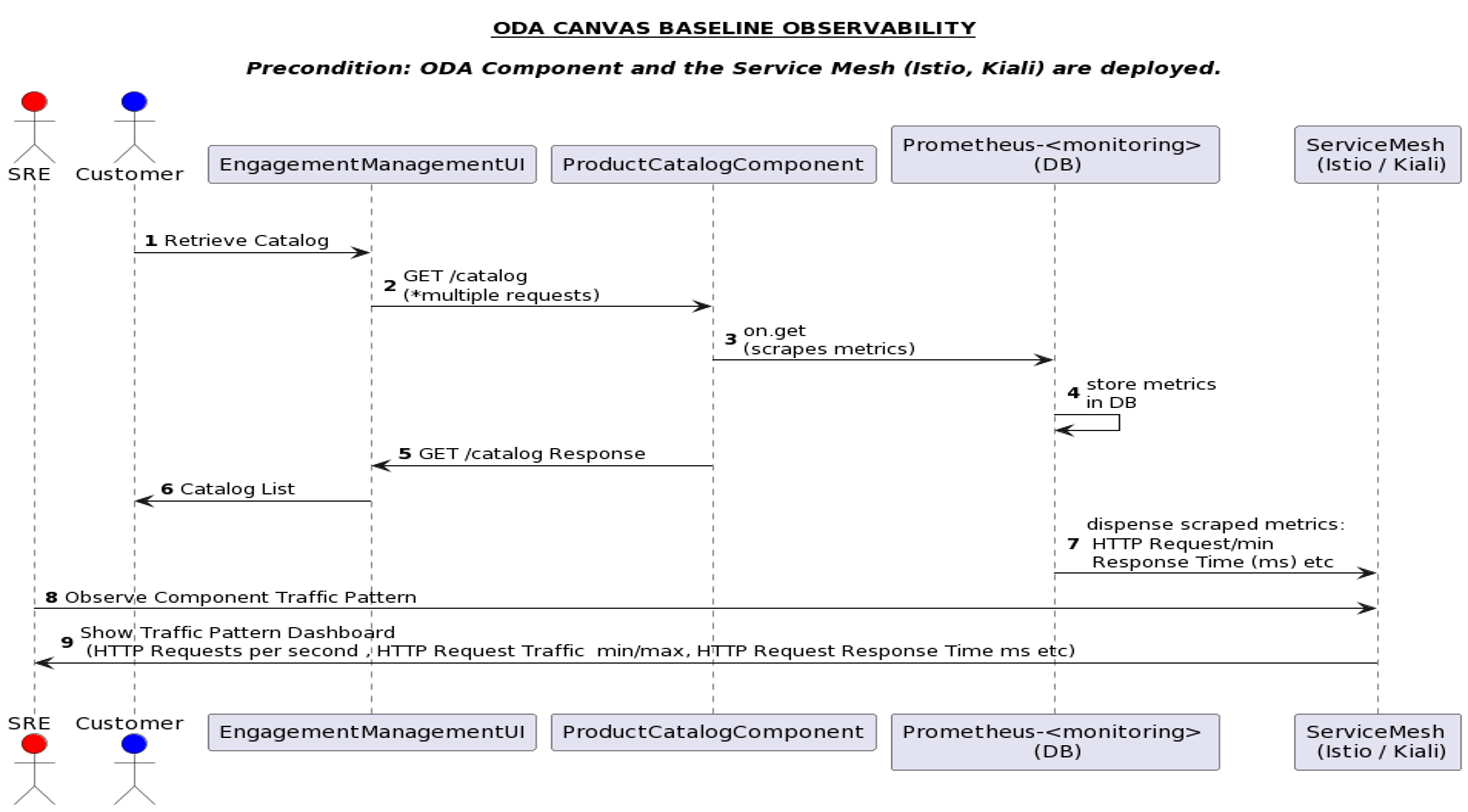 ODA CANVAS BASELINE OBSERVABILITY
Precondition: ODA Component and the Service Mesh (Istio, Kiali) are deployed.
SRE
Customer
EngagementManagementUI
ProductCatalogComponent
Prometheus-<monitoring>
(DB)
ServiceMesh
(Istio / Kiali)
1 Retrieve Catalog
2 GET /catalog
(*multiple requests)
3 on.get
(scrapes metrics)
4 store metrics
in DB
5 GET /catalog Response
6 Catalog List
dispense scraped metrics:
7 HTTP Request/min
Response Time (ms) etc
8 Observe Component Traffic Pattern
9 Show Traffic Pattern Dashboard
(HTTP Requests per second , HTTP Request Traffic  min/max, HTTP Request Response Time ms etc)
SRE
Customer
EngagementManagementUI
ProductCatalogComponent
Prometheus-<monitoring>
(DB)
ServiceMesh
(Istio / Kiali)